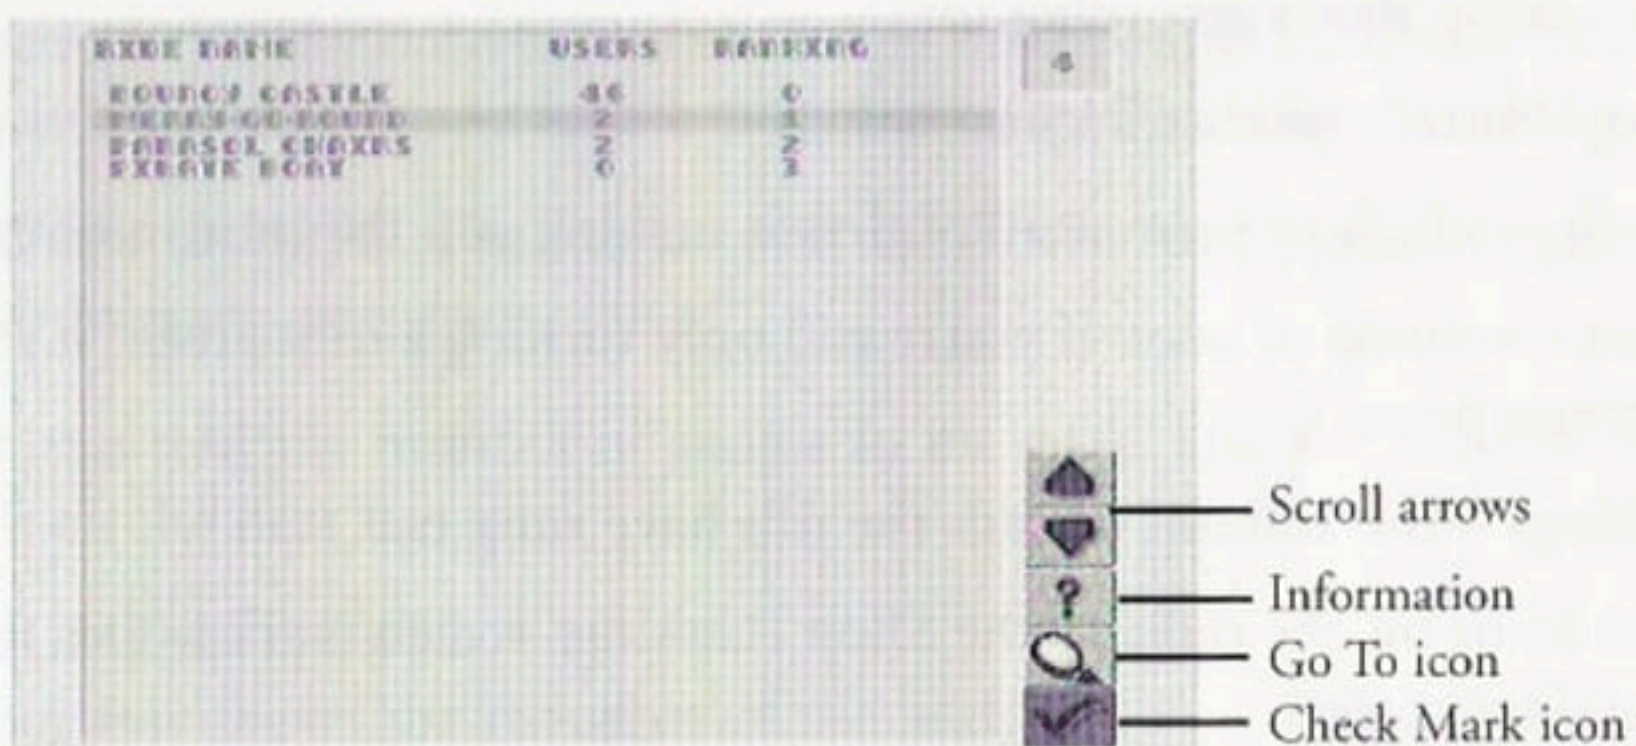 RIDE NAME USERS RANKING
BOUNCY CASTLE 46 0
MERRY-GO-ROUND 2 1
PARASOL CHAIRS 2 2
PIRATE BOAT 0 3
Scroll arrows
Information
?
Go To icon
Check Mark icon